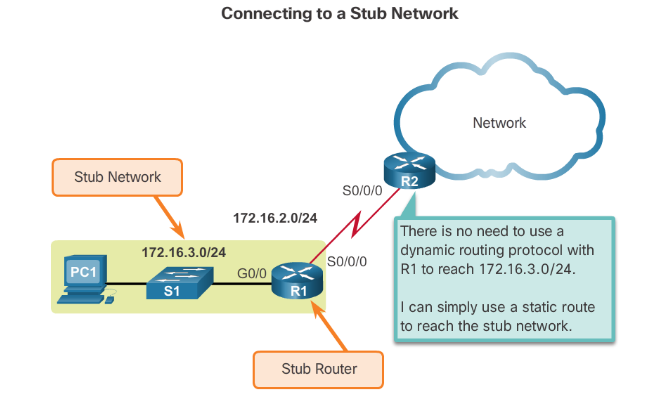 Connecting to a Stub Network
Network
R2
S0/0/0
Stub Network
172.16.2.0/24
There is no need to use a
dynamic routing protocol with
R1 to reach 172.16.3.0/24.
I can simply use a static route
to reach the stub network.
172.16.3.0/24
S0/0/0
PC1
G0/0
S1
R1
Stub Router